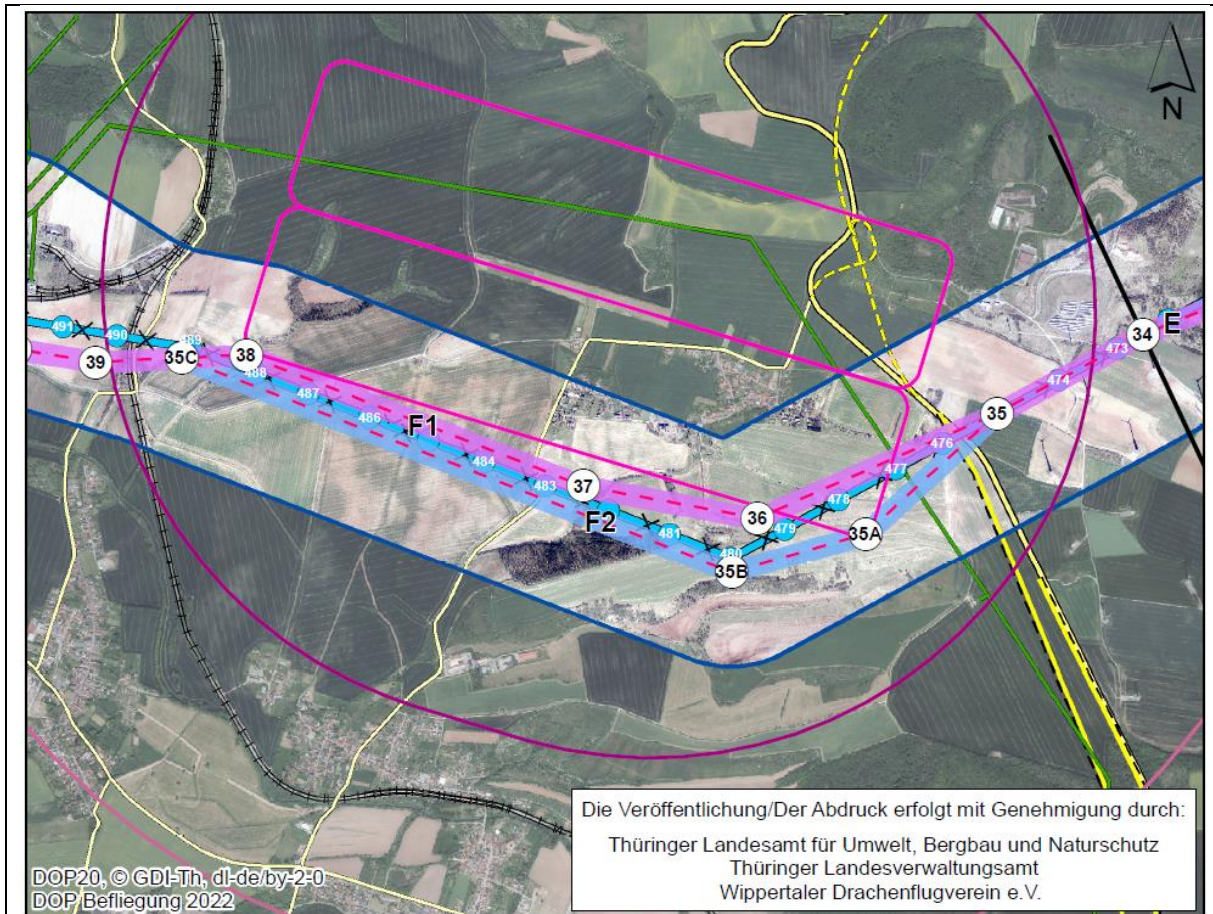 N
34
E
473
474
35
476
477
478
479
36
35A
480
35B
481
37
F2
483
484
F1
486
487
488
38
489
35C
490
491
39
Die Veröffentlichung/Der Abdruck erfolgt mit Genehmigung durch:
Thüringer Landesamt für Umwelt, Bergbau und Naturschutz
Thüringer Landesverwaltungsamt
Wippertaler Drachenflugverein e.V.
DOP20, © GDI-Th, dl-de/by-2-0
DOP Befliegung 2022